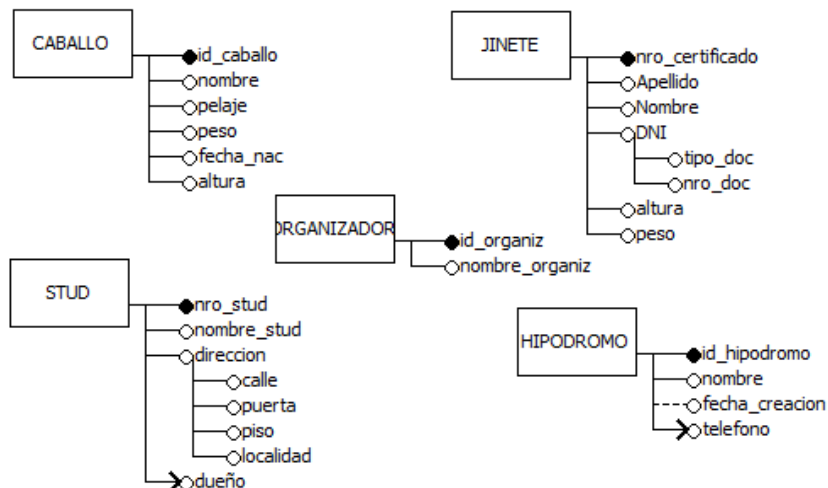 CABALLO
id_caballo
nombre
pelaje
peso
fecha_nac
altura
JINETE
nro_certificado
Apellido
Nombre
DNI
tipo_doc
nro_doc
altura
peso
ORGANIZADOR
id_organiz
nombre_organiz
STUD
nro_stud
nombre_stud
direccion
calle
puerta
piso
localidad
dueño
HIPODROMO
id_hipodromo
nombre
fecha_creacion
telefono